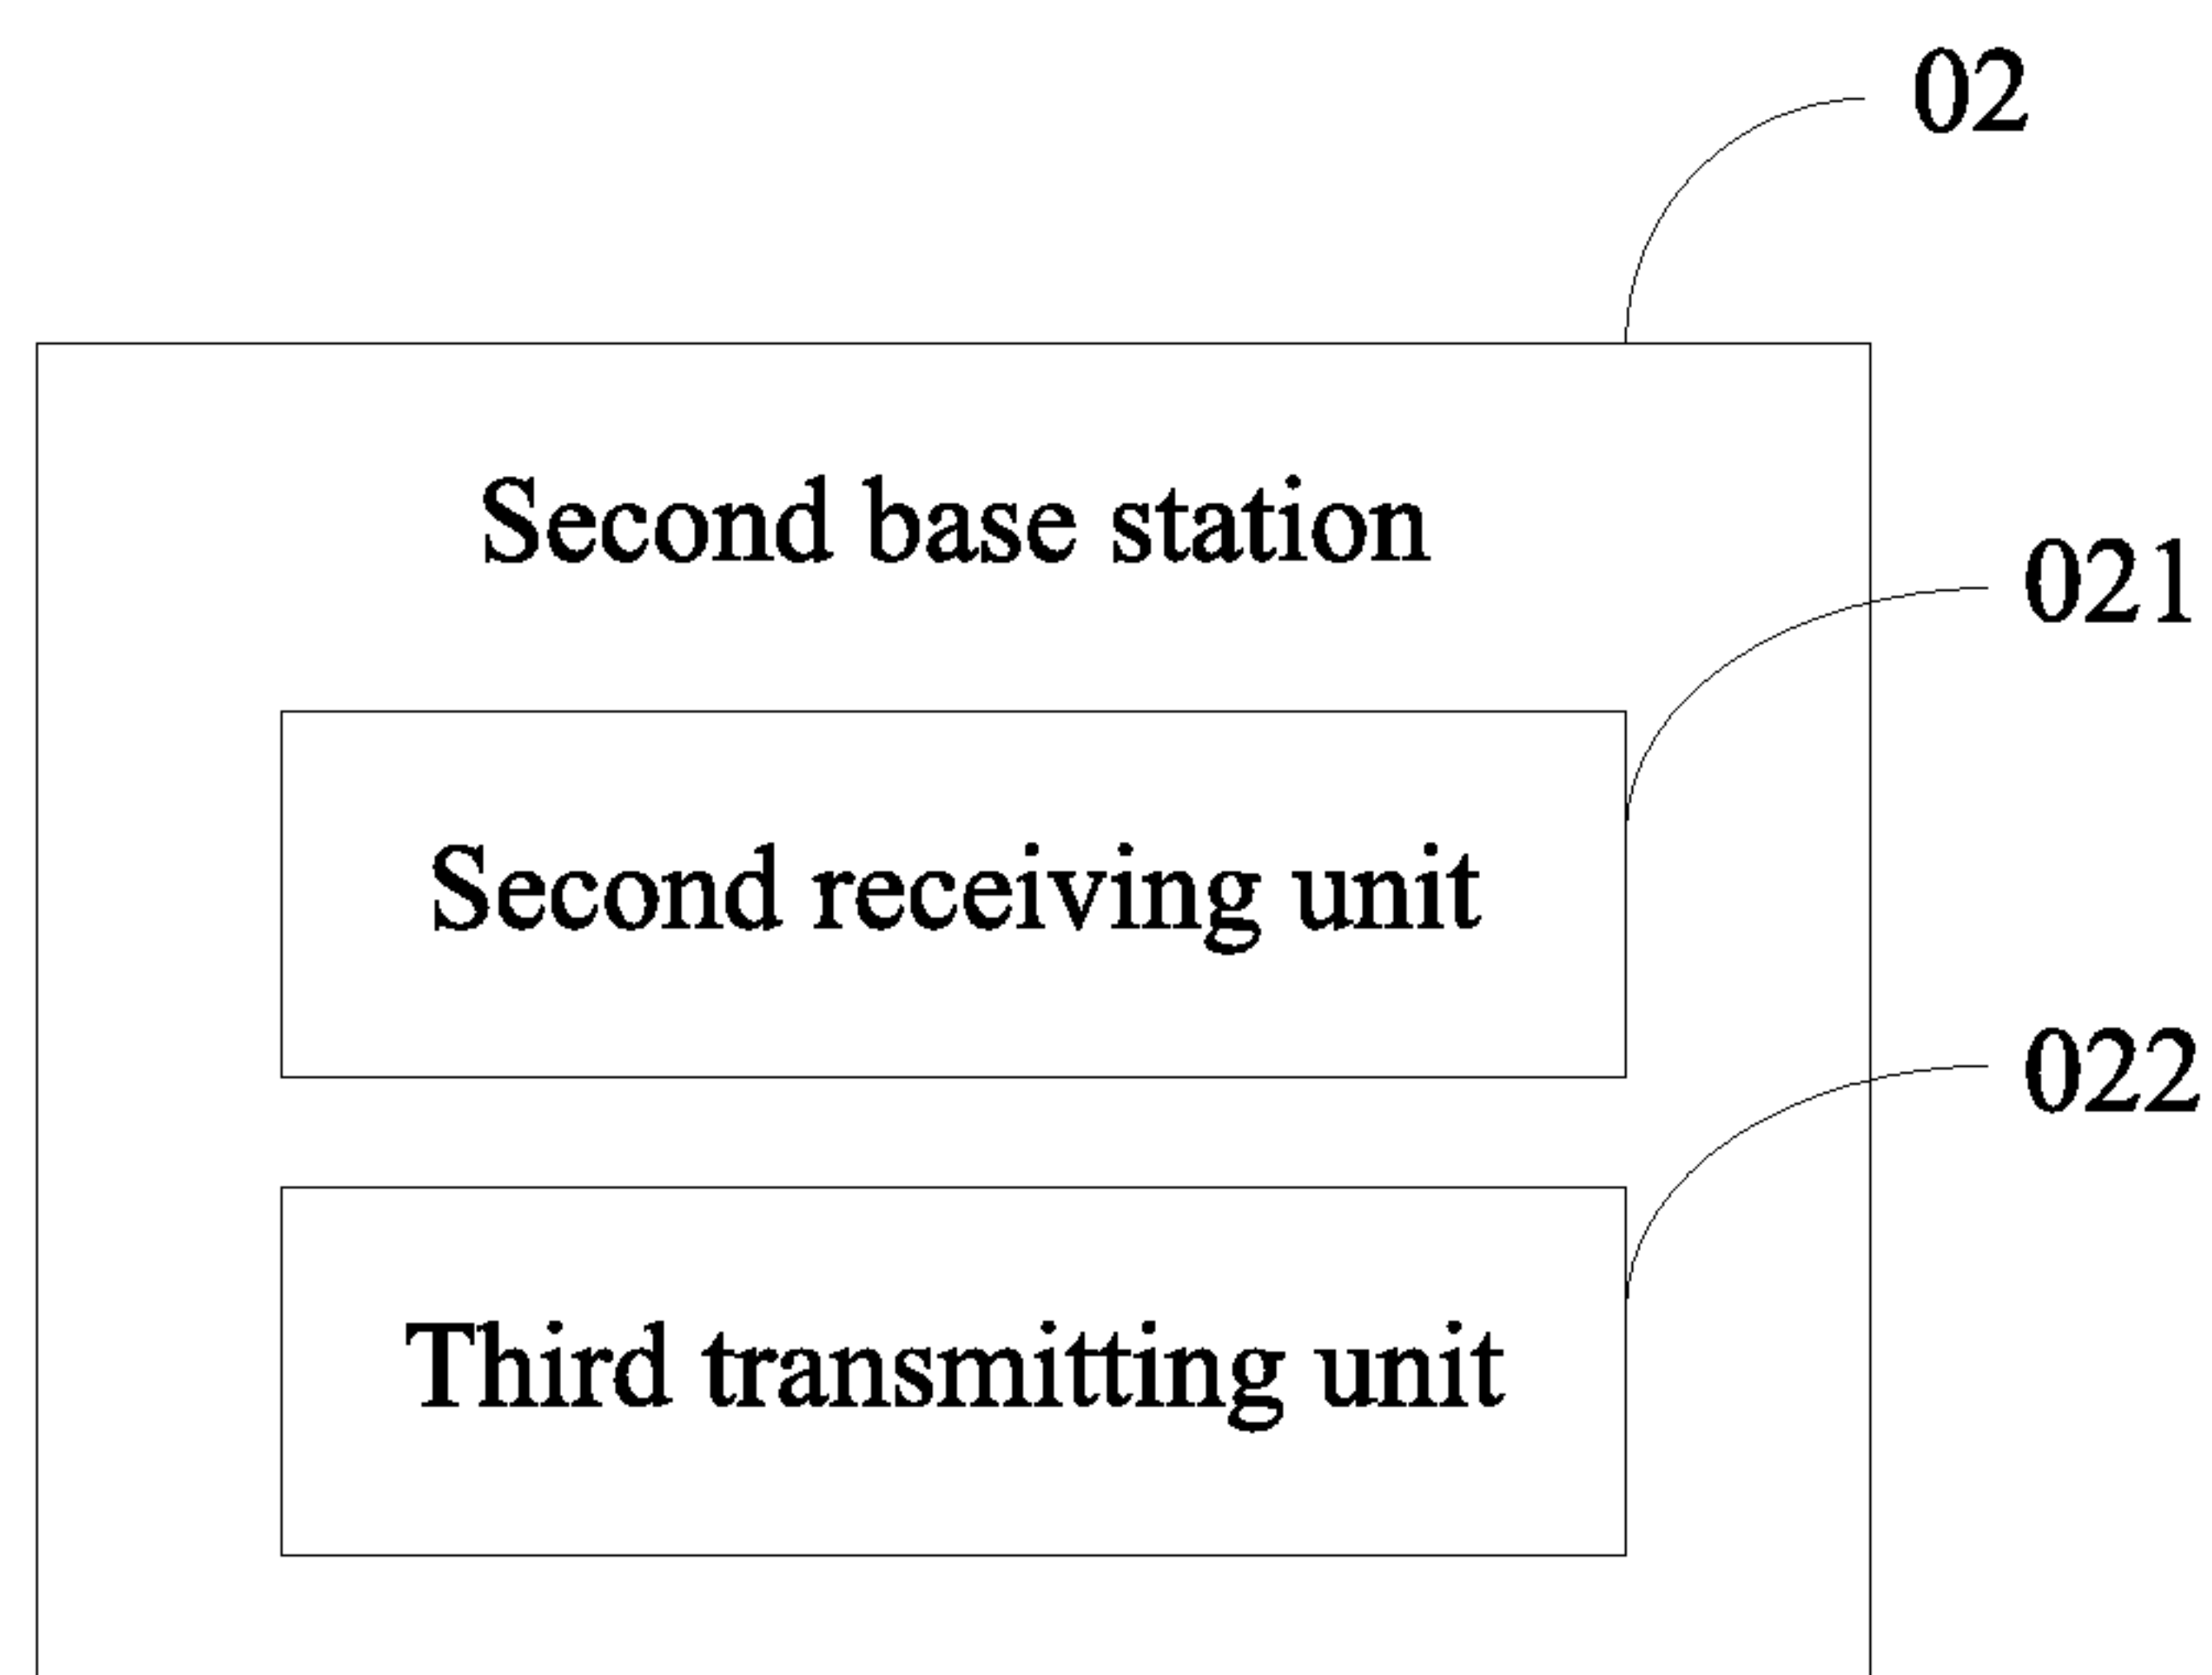 02
Second base station
021
Second receiving unit
022
Third transmitting unit